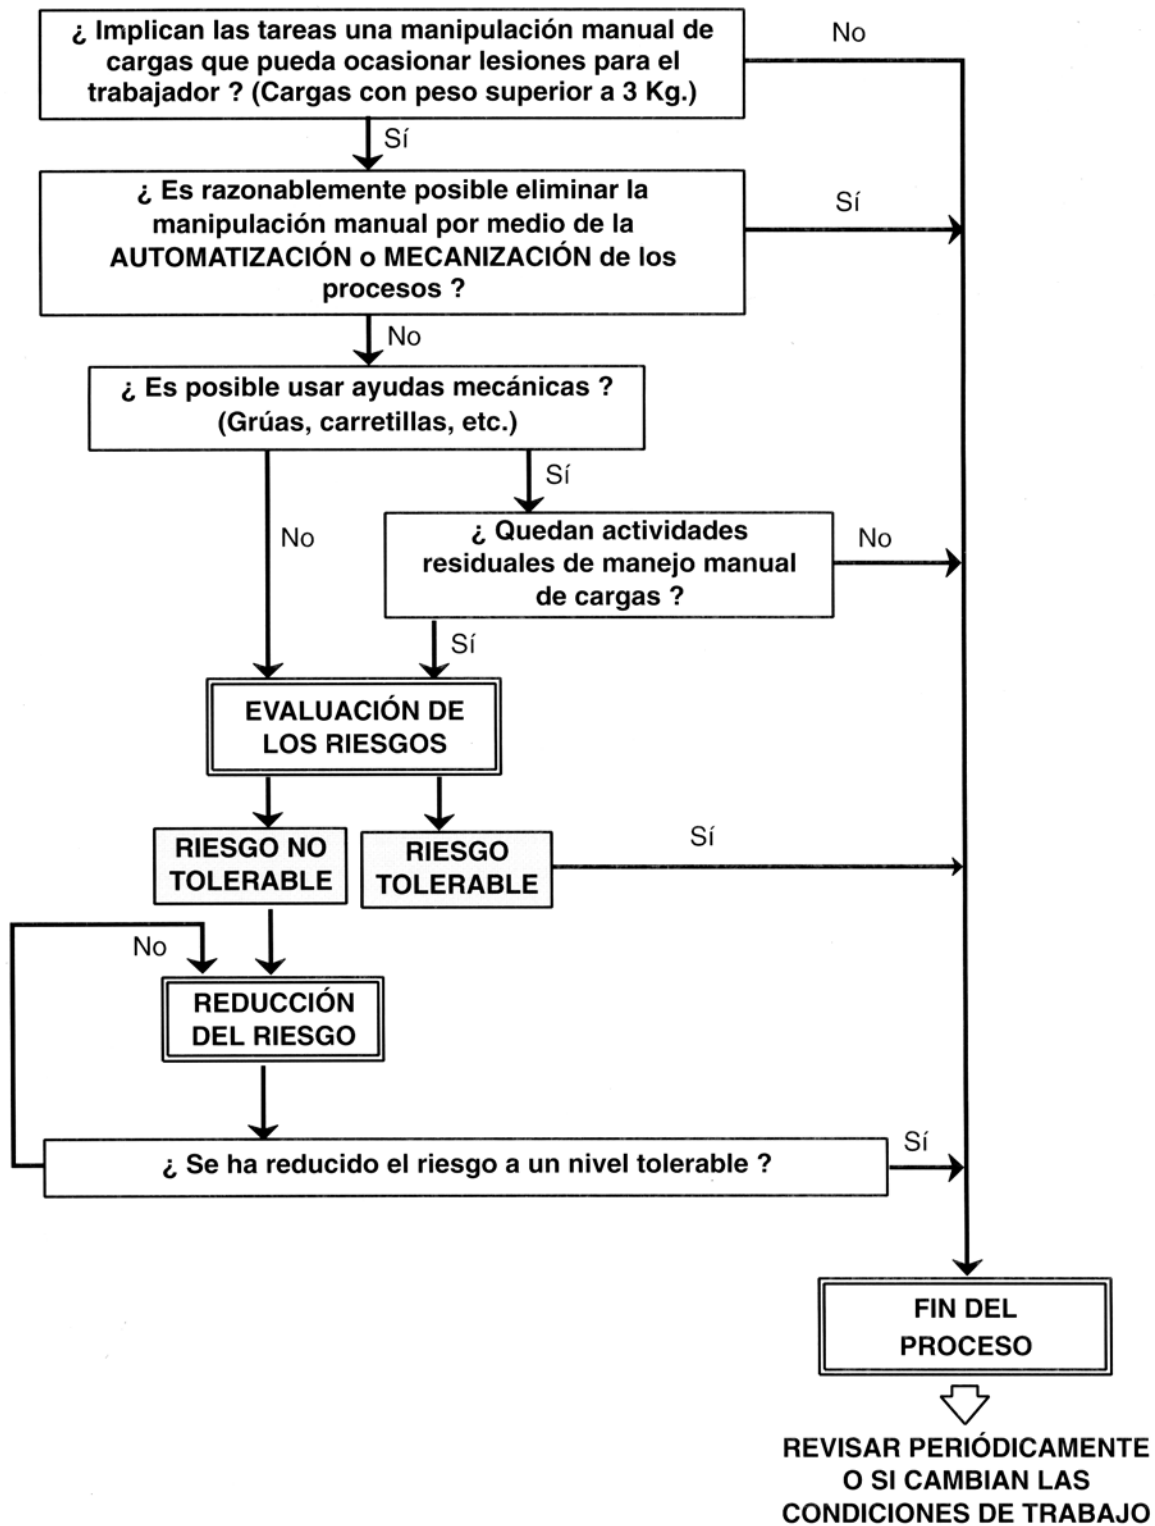 ¿ Implican las tareas una manipulación manual de
cargas que pueda ocasionar lesiones para el
trabajador ? (Cargas con peso superior a 3 Kg.)
No
Sí
¿ Es razonablemente posible eliminar la
manipulación manual por medio de la
AUTOMATIZACIÓN o MECANIZACIÓN de los
procesos ?
Sí
No
¿ Es posible usar ayudas mecánicas ?
(Grúas, carretillas, etc.)
Sí
No
¿ Quedan actividades
residuales de manejo manual
de cargas ?
No
Sí
EVALUACIÓN DE
LOS RIESGOS
RIESGO NO
TOLERABLE
RIESGO
TOLERABLE
Sí
No
REDUCCIÓN
DEL RIESGO
¿ Se ha reducido el riesgo a un nivel tolerable ?
Sí
FIN DEL
PROCESO
REVISAR PERIÓDICAMENTE
O SI CAMBIAN LAS
CONDICIONES DE TRABAJO